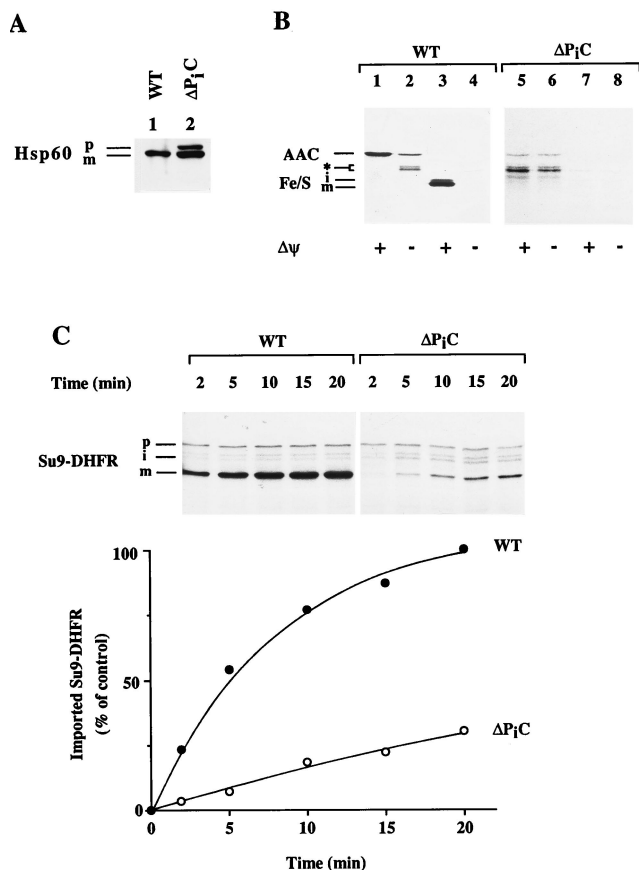 A
WT
ΔPiC
1
2
Hsp60
p
m
B
WT
ΔPiC
1 2 3 4 5 6 7 8
AAC
*
Fe/S
i
m
Δψ
+ - + - + - + -
C
WT
ΔPiC
Time (min) 2 5 10 15 20 2 5 10 15 20
Su9-DHFR
p
i
m
Imported Su9-DHFR
(% of control)
100
50
0
WT
ΔPiC
0 5 10 15 20
Time (min)